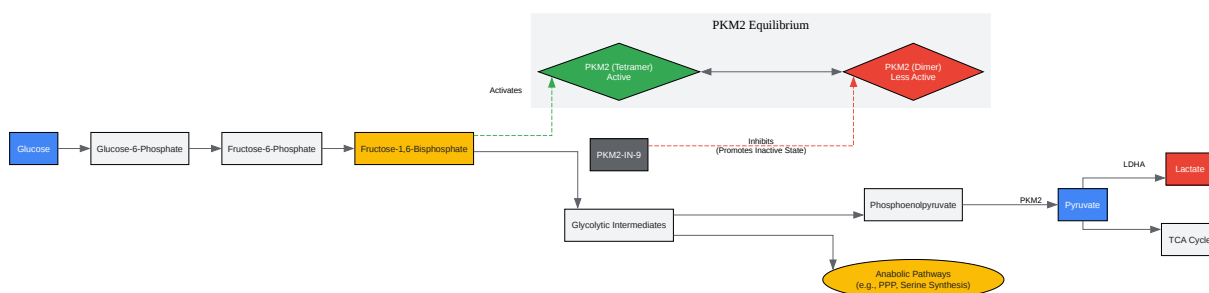 PKM2 Equilibrium
PKM2 (Tetramer)
Active
PKM2 (Dimer)
Less Active
Activates
Glucose
Glucose-6-Phosphate
Fructose-6-Phosphate
Fructose-1,6-Bisphosphate
PKM2-IN-9
Inhibits
(Promotes Inactive State)
LDHA
Lactate
Phosphoenolpyruvate
PKM2
Pyruvate
Glycolytic Intermediates
TCA Cycle
Anabolic Pathways
(e.g., PPP, Serine Synthesis)